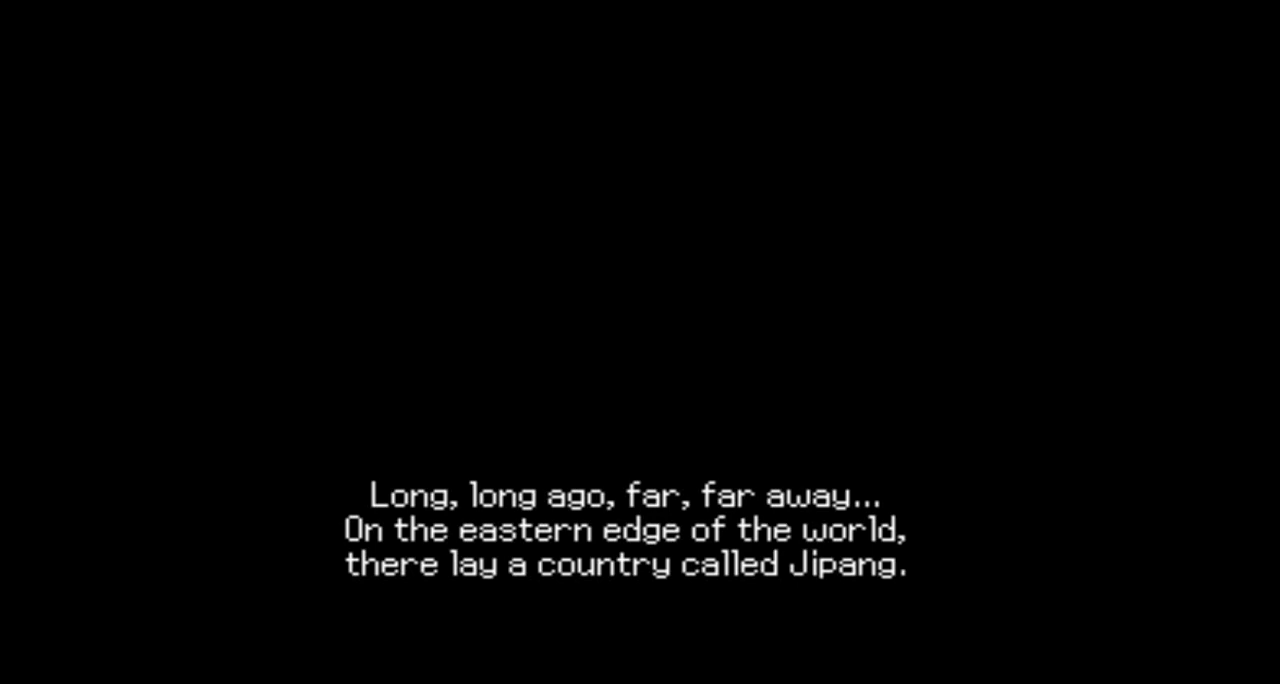 Long, long ago, far, far away...
On the eastern edge of the world,
there lay a country called Jipang.